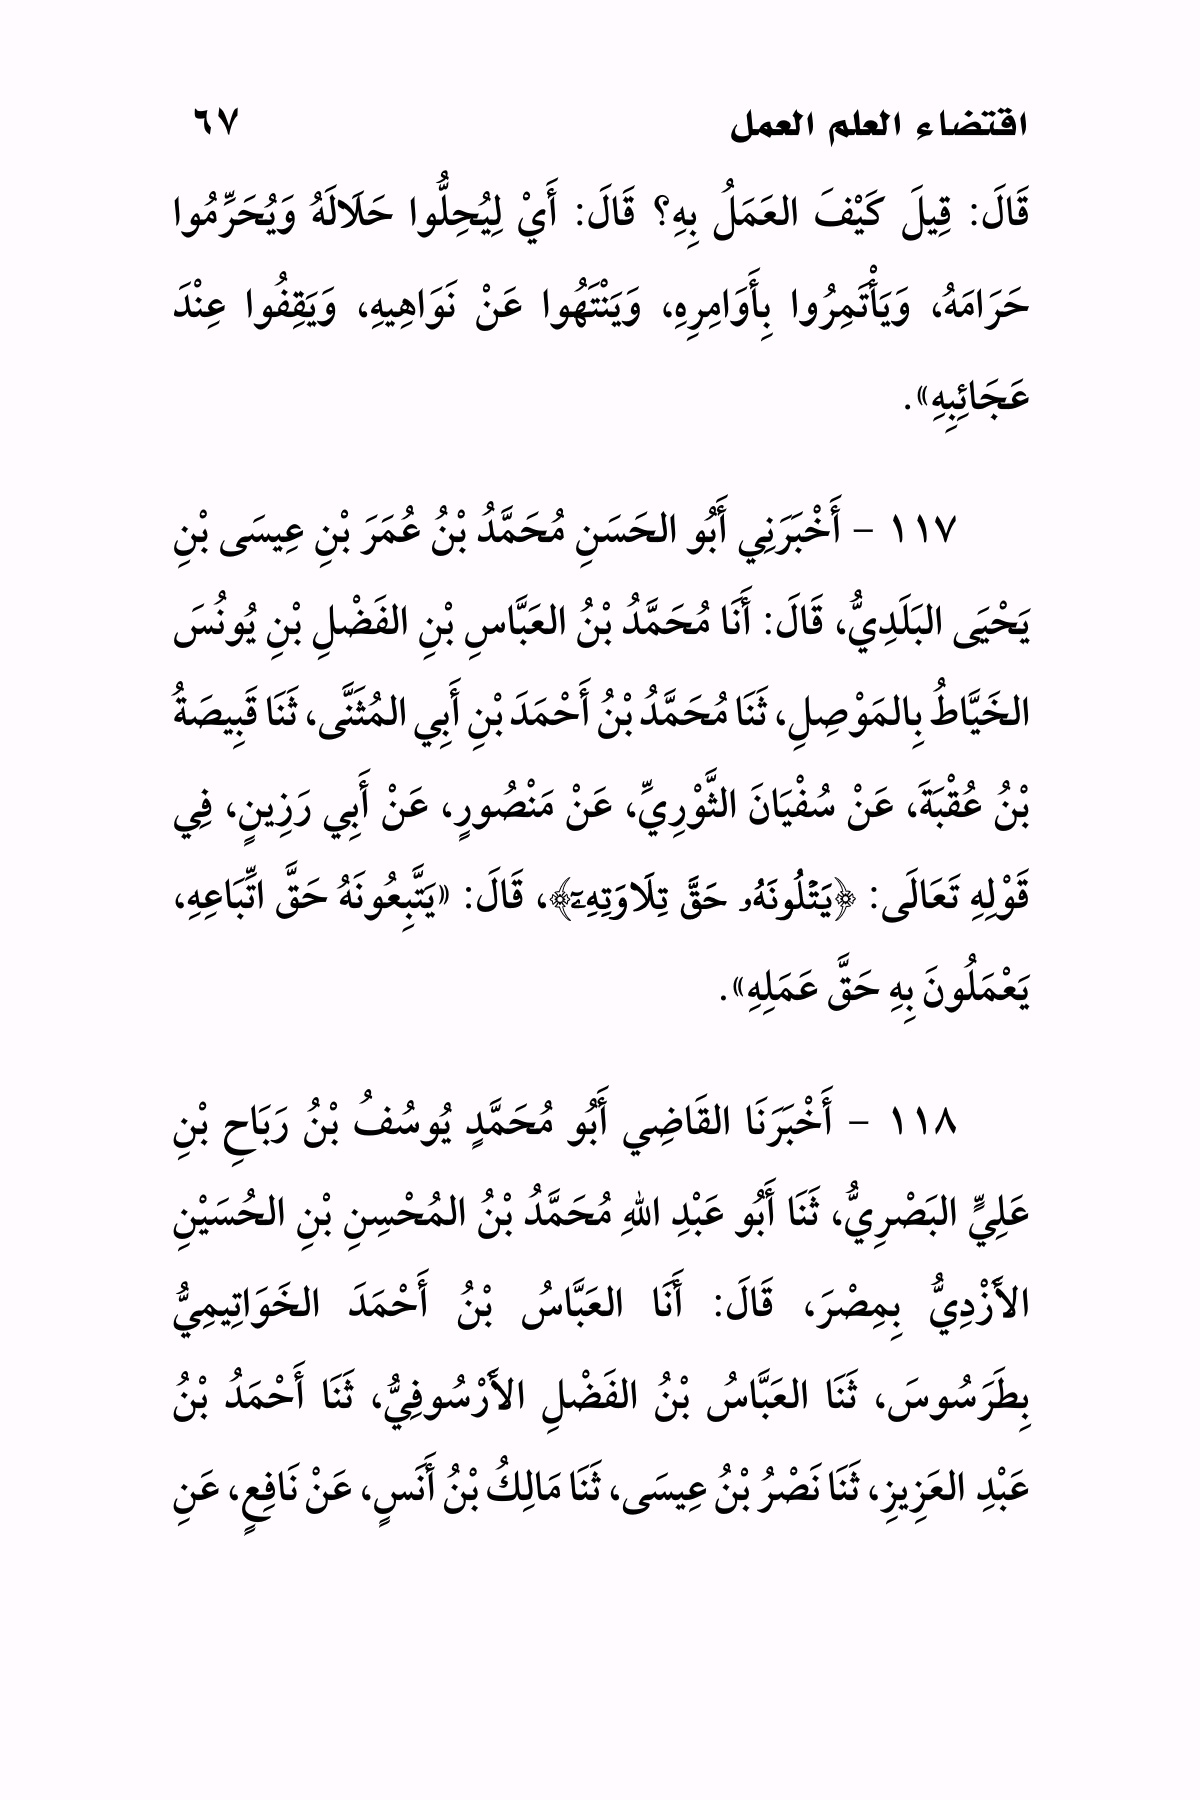 اقتضاء العلم العمل ٦٧
قَالَ: قِيلَ كَيْفَ العَمَلُ بِهِ؟ قَالَ: أَيْ لِيُحِلُّوا حَلَالَهُ وَيُحَرِّمُوا
حَرَامَهُ، وَيَأْتَمِرُوا بِأَوَامِرِهِ، وَيَنْتَهُوا عَنْ نَوَاهِيهِ، وَيَقِفُوا عِنْدَ
عَجَائِبِهِ».
١١٧ – أَخْبَرَنِي أَبُو الحَسَنِ مُحَمَّدُ بْنُ عُمَرَ بْنِ عِيسَى بْنِ
يَحْيَى البَلَدِيُّ، قَالَ: أَنَا مُحَمَّدُ بْنُ العَبَّاسِ بْنِ الفَضْلِ بْنِ يُونُسَ
الخَيَّاطُ بِالمَوْصِلِ، ثَنَا مُحَمَّدُ بْنُ أَحْمَدَ بْنِ أَبِي المُثَنَّى، ثَنَا قَبِيصَةُ
بْنُ عُقْبَةَ، عَنْ سُفْيَانَ الثَّوْرِيِّ، عَنْ مَنْصُورٍ، عَنْ أَبِي رَزِينٍ، فِي
قَوْلِهِ تَعَالَى: ﴿يَتْلُونَهُۥ حَقَّ تِلَاوَتِهِۦٓ﴾، قَالَ: «يَتَّبِعُونَهُ حَقَّ اتِّبَاعِهِ،
يَعْمَلُونَ بِهِ حَقَّ عَمَلِهِ».
١١٨ – أَخْبَرَنَا القَاضِي أَبُو مُحَمَّدٍ يُوسُفُ بْنُ رَبَاحِ بْنِ
عَلِيٍّ البَصْرِيُّ، ثَنَا أَبُو عَبْدِ اللهِ مُحَمَّدُ بْنُ المُحْسِنِ بْنِ الحُسَيْنِ
الأَزْدِيُّ بِمِصْرَ، قَالَ: أَنَا العَبَّاسُ بْنُ أَحْمَدَ الخَوَاتِيمِيُّ
بِطَرَسُوسَ، ثَنَا العَبَّاسُ بْنُ الفَضْلِ الأَرْسُوفِيُّ، ثَنَا أَحْمَدُ بْنُ
عَبْدِ العَزِيزِ، ثَنَا نَصْرُ بْنُ عِيسَى، ثَنَا مَالِكُ بْنُ أَنَسٍ، عَنْ نَافِعٍ، عَنِ